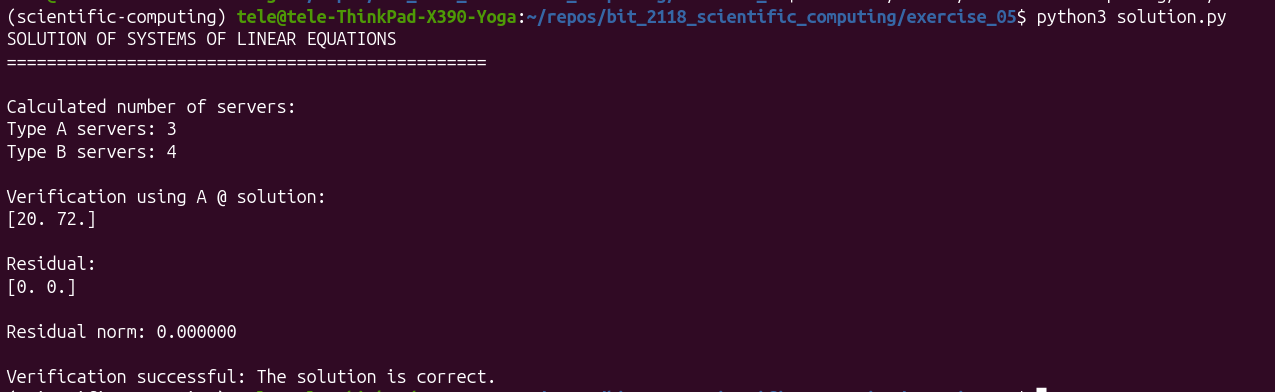 (scientific-computing) tele@tele-ThinkPad-X390-Yoga:~/repos/bit_2118_scientific_computing/exercise_05$ python3 solution.py
SOLUTION OF SYSTEMS OF LINEAR EQUATIONS
================================================
Calculated number of servers:
Type A servers: 3
Type B servers: 4
Verification using A @ solution:
[20. 72.]
Residual:
[0. 0.]
Residual norm: 0.000000
Verification successful: The solution is correct.